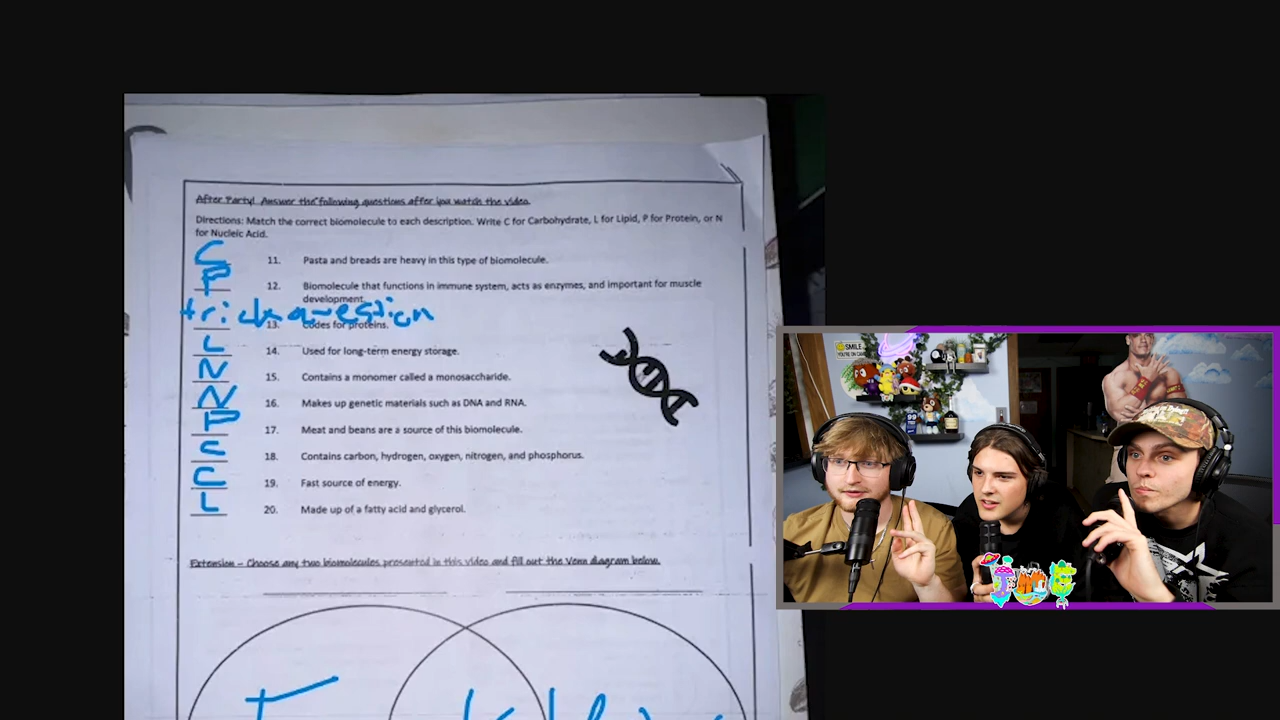 After Party! Answer the following questions after you watch the video.
Directions: Match the correct biomolecule to each description. Write C for Carbohydrate, L for Lipid, P for Protein, or N
for Nucleic Acid.
C 11. Pasta and breads are heavy in this type of biomolecule.
P 12. Biomolecule that functions in immune system, acts as enzymes, and important for muscle
development.
trick question
13. Codes for proteins.
L 14. Used for long-term energy storage.
N 15. Contains a monomer called a monosaccharide.
N 16. Makes up genetic materials such as DNA and RNA.
P 17. Meat and beans are a source of this biomolecule.
C 18. Contains carbon, hydrogen, oxygen, nitrogen, and phosphorus.
C 19. Fast source of energy.
L 20. Made up of a fatty acid and glycerol.
Extension – Choose any two biomolecules presented in this video and fill out the Venn diagram below.
I
SMILE
YOU'RE ON CAMERA